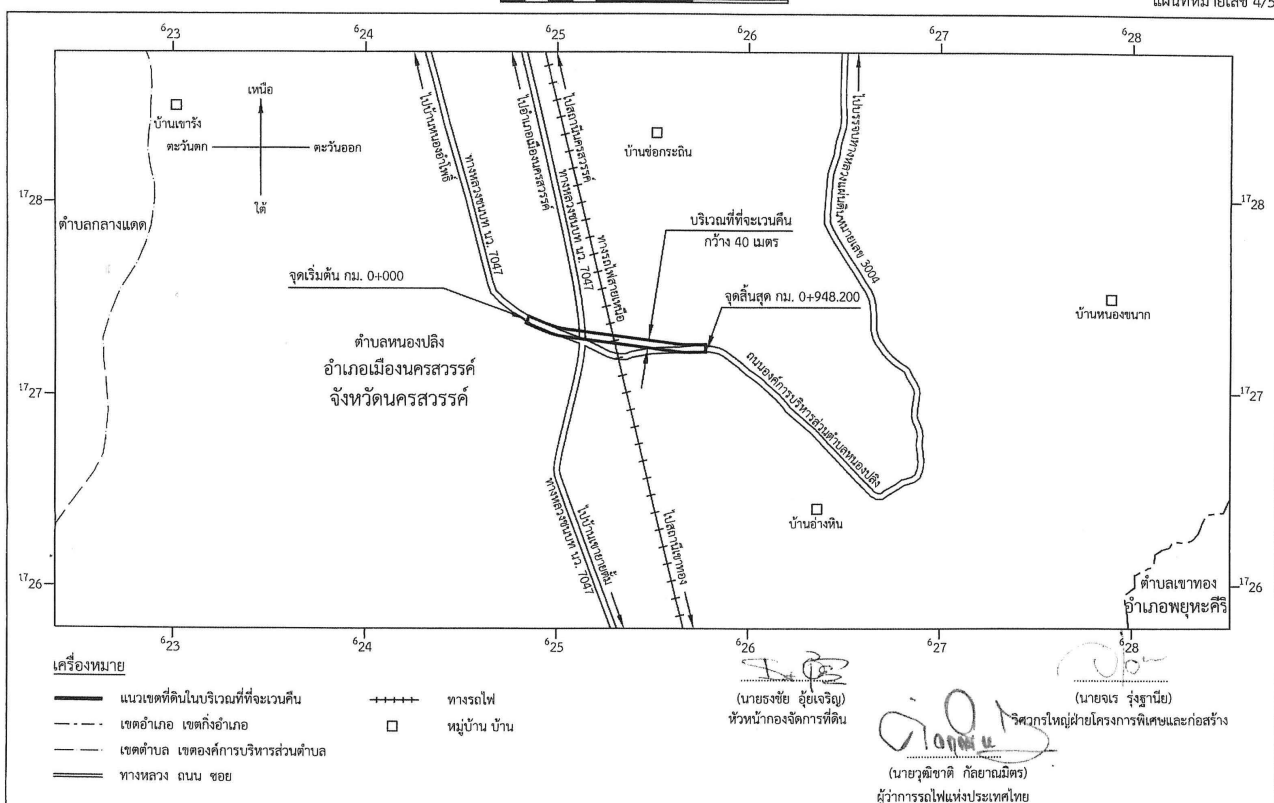 แผนที่หมายเลข 4/5
⁶23 ⁶24 ⁶25 ⁶26 ⁶27 ⁶28
บ้านเขารัง
เหนือ
ตะวันตก
ตะวันออก
ใต้
ไปบ้านหนองอำโพธิ์
ทางหลวงชนบท นว. 7047
ไปอำเภอเมืองนครสวรรค์
ทางหลวงชนบท นว. 7047
ไปสถานีนครสวรรค์
ทางรถไฟสายเหนือ
บ้านช่อกระถิน
ไปบรรจบทางหลวงแผ่นดินหมายเลข 3004
¹⁷28
¹⁷28
ตำบลกลางแดด
บริเวณที่ที่จะเวนคืน
กว้าง 40 เมตร
จุดเริ่มต้น กม. 0+000
จุดสิ้นสุด กม. 0+948.200
บ้านหนองขนาก
ตำบลหนองปลิง
อำเภอเมืองนครสวรรค์
จังหวัดนครสวรรค์
¹⁷27
¹⁷27
ถนนองค์การบริหารส่วนตำบลหนองปลิง
ทางหลวงชนบท นว. 7047
ไปบ้านเขายายต้ม
ไปสถานีเขาทอง
บ้านอ่างหิน
¹⁷26
¹⁷26
ตำบลเขาทอง
อำเภอพยุหะคีรี
⁶23 ⁶24 ⁶25 ⁶26 ⁶27 ⁶28
เครื่องหมาย
แนวเขตที่ดินในบริเวณที่ที่จะเวนคืน
ทางรถไฟ
เขตอำเภอ เขตกิ่งอำเภอ
หมู่บ้าน บ้าน
เขตตำบล เขตองค์การบริหารส่วนตำบล
ทางหลวง ถนน ซอย
(นายธงชัย อุ้ยเจริญ)
หัวหน้ากองจัดการที่ดิน
(นายจเร รุ่งฐานีย)
วิศวกรใหญ่ฝ่ายโครงการพิเศษและก่อสร้าง
(นายวุฒิชาติ กัลยาณมิตร)
ผู้ว่าการรถไฟแห่งประเทศไทย